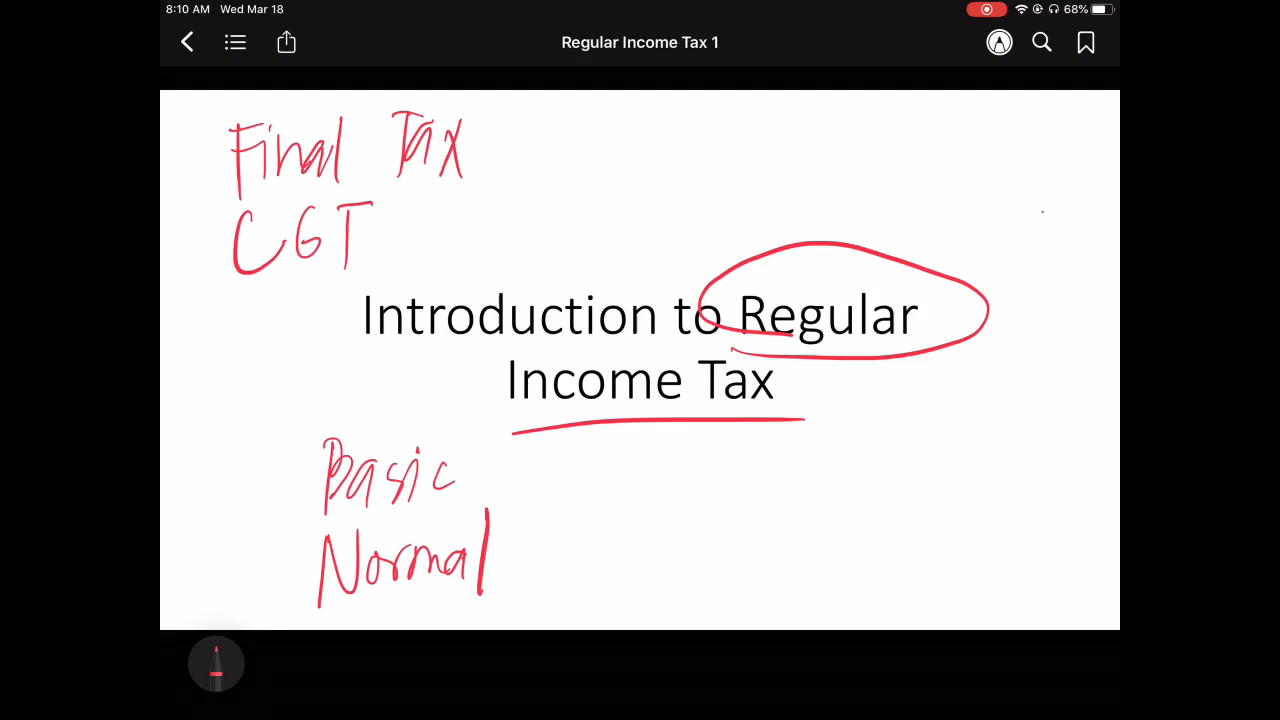 8:10 AM Wed Mar 18
68%
Regular Income Tax 1
Final Tax
CGT
Introduction to Regular
Income Tax
Basic
Normal